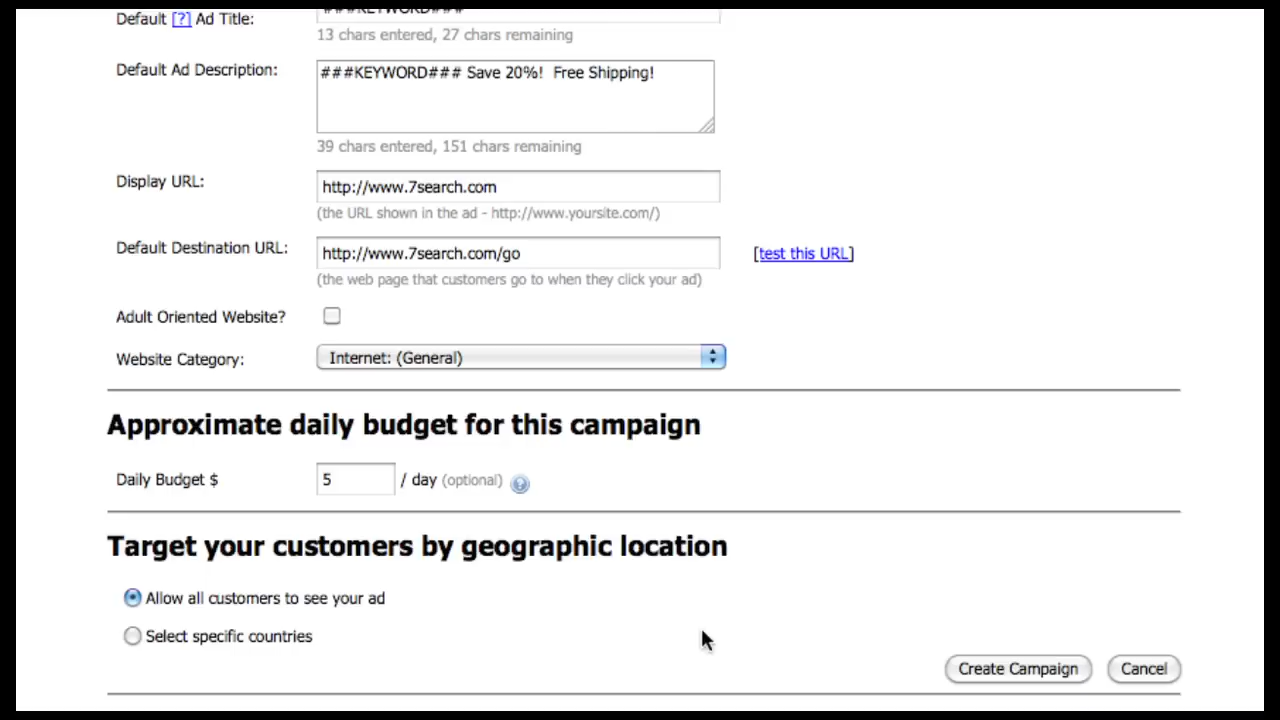 ###KEYWORD###
Default [?] Ad Title:
13 chars entered, 27 chars remaining
Default Ad Description:
###KEYWORD### Save 20%!  Free Shipping!
39 chars entered, 151 chars remaining
Display URL:
http://www.7search.com
(the URL shown in the ad - http://www.yoursite.com/)
Default Destination URL:
http://www.7search.com/go
[test this URL]
(the web page that customers go to when they click your ad)
Adult Oriented Website?
Website Category:
Internet: (General)
Approximate daily budget for this campaign
Daily Budget $
5
/ day (optional) ?
Target your customers by geographic location
Allow all customers to see your ad
Select specific countries
Create Campaign
Cancel